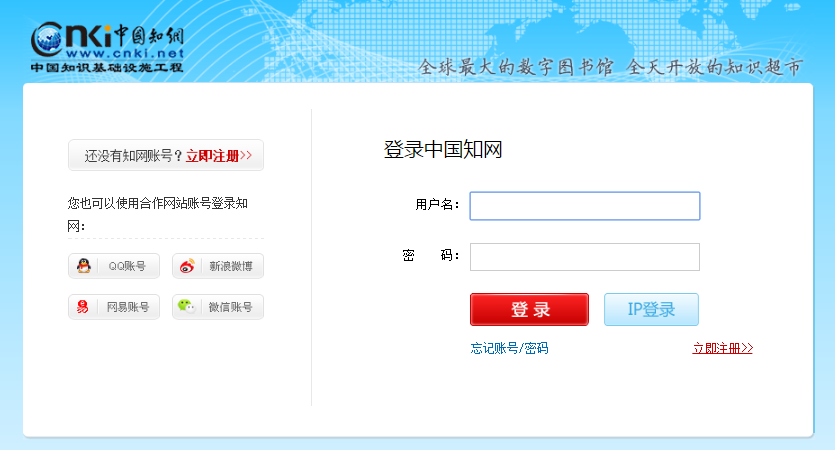 cnki中国知网
www.cnki.net
中国知识基础设施工程
全球最大的数字图书馆 全天开放的知识超市
还没有知网账号？立即注册>>
您也可以使用合作网站账号登录知
网：
QQ账号
新浪微博
网易账号
微信账号
登录中国知网
用户名：
密 码：
登 录
IP登录
忘记账号/密码
立即注册>>